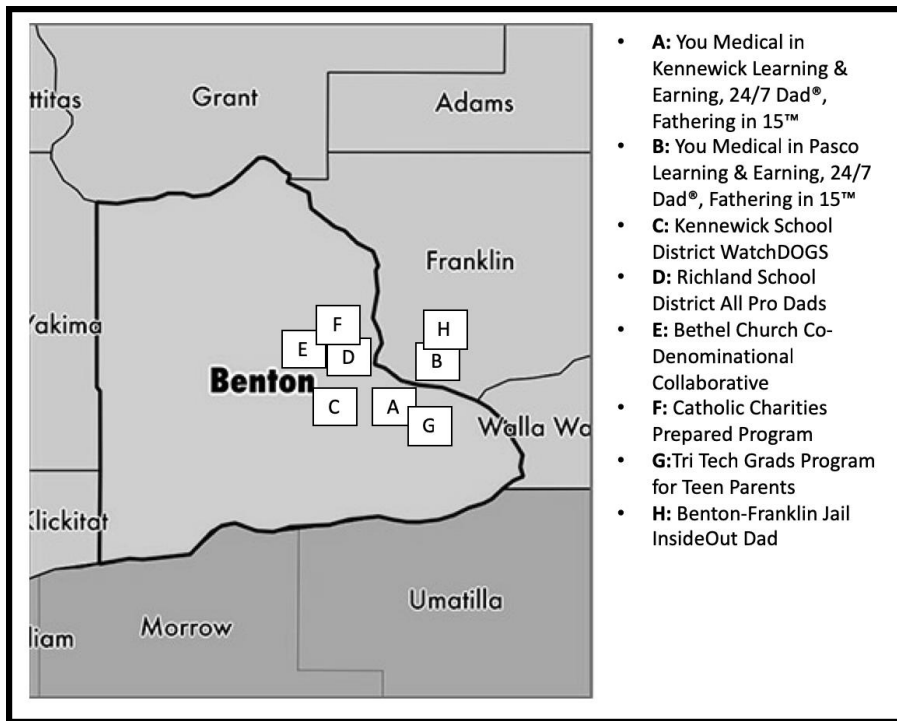 ttitas
Grant
Adams
Franklin
Yakima
F
H
E
D
B
Benton
C
A
G
Walla Wa
Klickitat
Umatilla
Morrow
liam
• A: You Medical in
Kennewick Learning &
Earning, 24/7 Dad®,
Fathering in 15™
• B: You Medical in Pasco
Learning & Earning, 24/7
Dad®, Fathering in 15™
• C: Kennewick School
District WatchDOGS
• D: Richland School
District All Pro Dads
• E: Bethel Church Co-
Denominational
Collaborative
• F: Catholic Charities
Prepared Program
• G:Tri Tech Grads Program
for Teen Parents
• H: Benton-Franklin Jail
InsideOut Dad